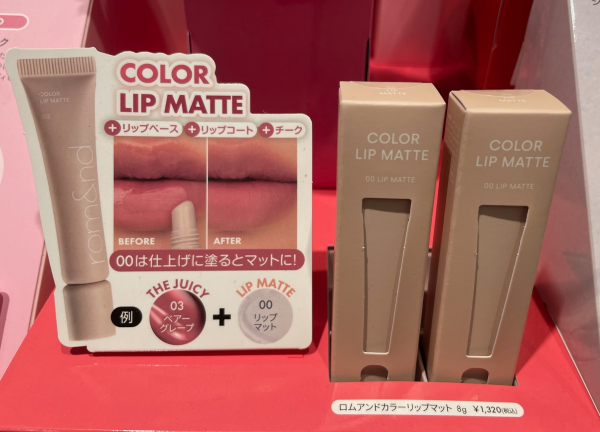 COLOR
LIP MATTE
+リップベース +リップコート +チーク
BEFORE AFTER
00は仕上げに塗るとマットに!
THE JUICY
03
ベアー
グレープ
例
+
LIP MATTE
00
リップ
マット
COLOR
LIP MATTE
rom&nd
COLOR
LIP MATTE
00 LIP MATTE
COLOR
LIP MATTE
00 LIP MATTE
ロムアンドカラーリップマット 8g ¥1,320(税込)